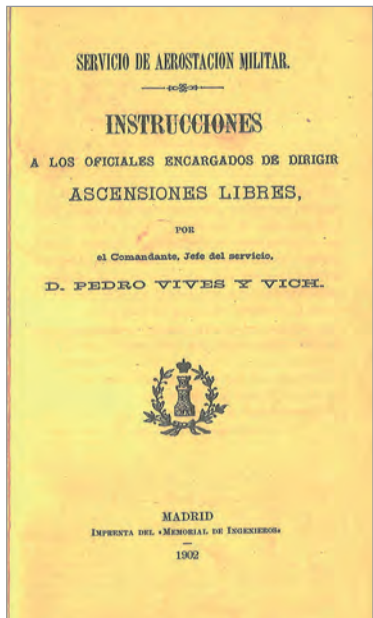 SERVICIO DE AEROSTACION MILITAR.
INSTRUCCIONES
A LOS OFICIALES ENCARGADOS DE DIRIGIR
ASCENSIONES LIBRES,
POR
el Comandante, Jefe del servicio,
D. PEDRO VIVES Y VICH.
MADRID
IMPRENTA DEL «MEMORIAL DE INGENIEROS»
1902